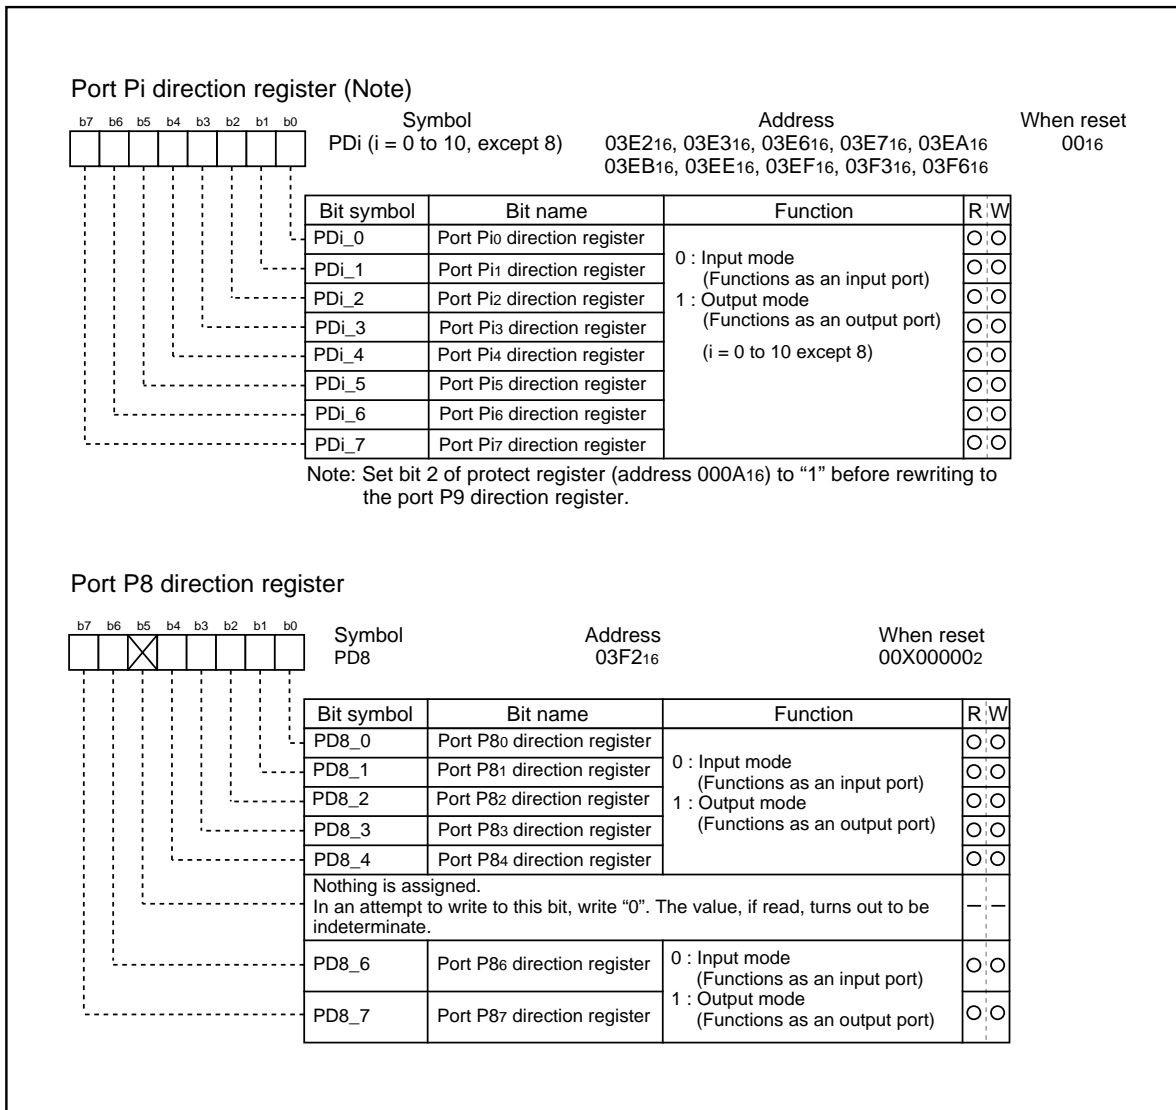 Port Pi direction register (Note)
b7 b6 b5 b4 b3 b2 b1 b0
Symbol Address When reset
PDi (i = 0 to 10, except 8) 03E216, 03E316, 03E616, 03E716, 03EA16 0016
03EB16, 03EE16, 03EF16, 03F316, 03F616
Bit symbol Bit name Function R W
PDi_0 Port Pi0 direction register
0 : Input mode
(Functions as an input port)
1 : Output mode
(Functions as an output port)
(i = 0 to 10 except 8)
PDi_1 Port Pi1 direction register
PDi_2 Port Pi2 direction register
PDi_3 Port Pi3 direction register
PDi_4 Port Pi4 direction register
PDi_5 Port Pi5 direction register
PDi_6 Port Pi6 direction register
PDi_7 Port Pi7 direction register
Note: Set bit 2 of protect register (address 000A16) to “1” before rewriting to
the port P9 direction register.
Port P8 direction register
b7 b6 b5 b4 b3 b2 b1 b0
Symbol Address When reset
PD8 03F216 00X000002
Bit symbol Bit name Function R W
PD8_0 Port P80 direction register
0 : Input mode
(Functions as an input port)
1 : Output mode
(Functions as an output port)
PD8_1 Port P81 direction register
PD8_2 Port P82 direction register
PD8_3 Port P83 direction register
PD8_4 Port P84 direction register
Nothing is assigned.
In an attempt to write to this bit, write “0”. The value, if read, turns out to be
indeterminate.
PD8_6 Port P86 direction register
0 : Input mode
(Functions as an input port)
1 : Output mode
(Functions as an output port)
PD8_7 Port P87 direction register